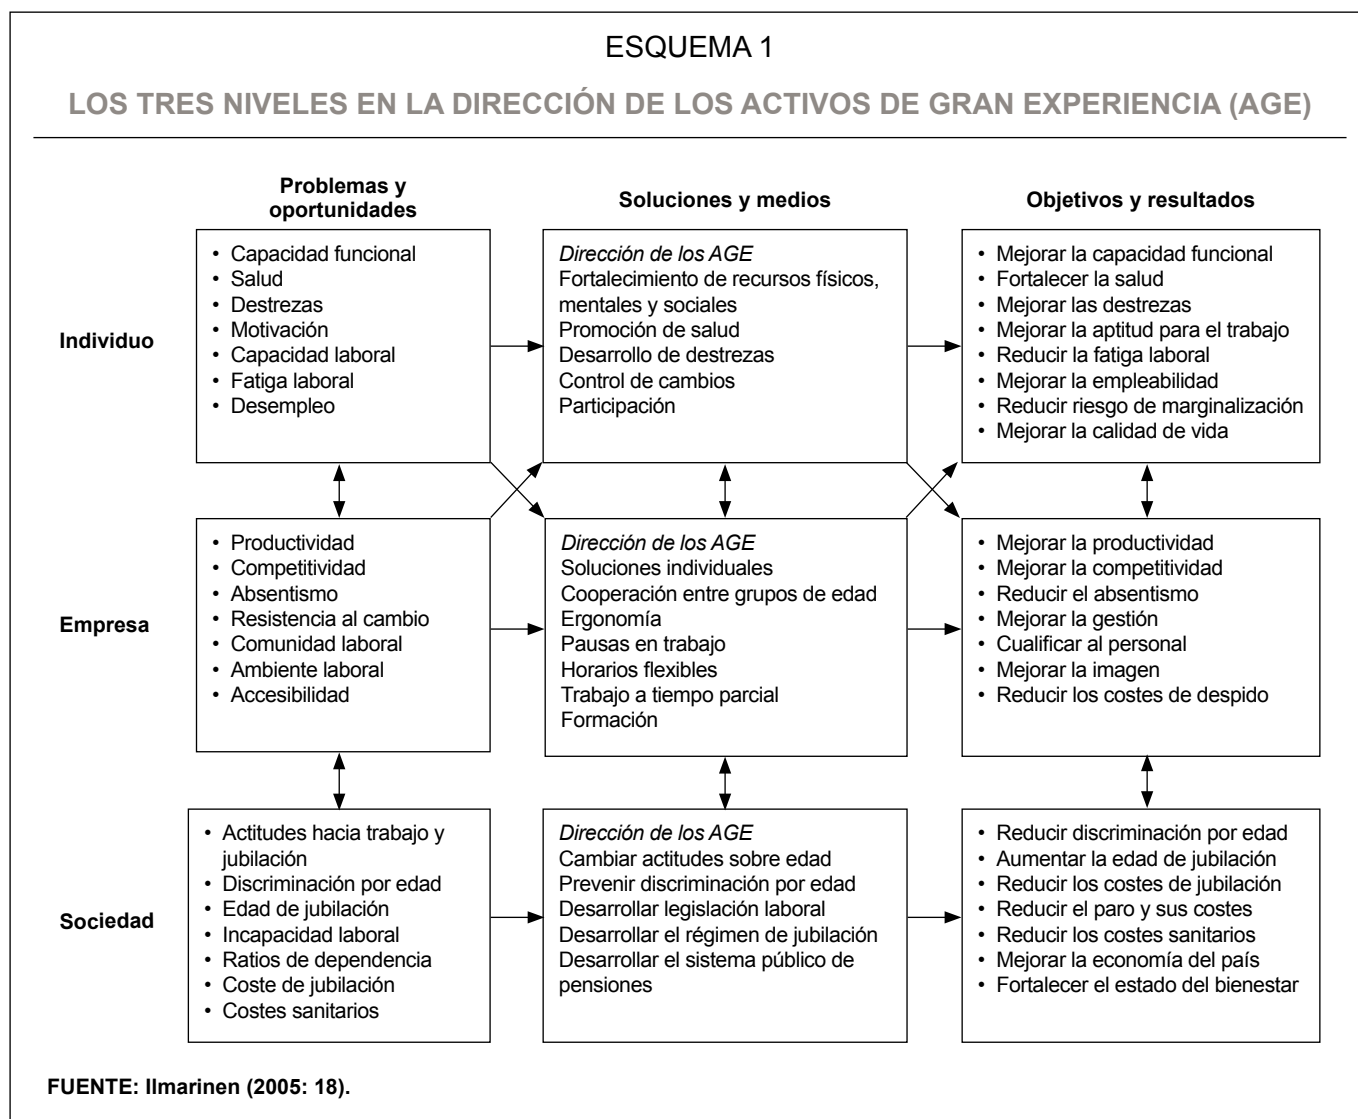 ESQUEMA 1
LOS TRES NIVELES EN LA DIRECCIÓN DE LOS ACTIVOS DE GRAN EXPERIENCIA (AGE)
Problemas y
oportunidades
Soluciones y medios
Objetivos y resultados
Individuo
• Capacidad funcional
• Salud
• Destrezas
• Motivación
• Capacidad laboral
• Fatiga laboral
• Desempleo
Dirección de los AGE
Fortalecimiento de recursos físicos,
mentales y sociales
Promoción de salud
Desarrollo de destrezas
Control de cambios
Participación
• Mejorar la capacidad funcional
• Fortalecer la salud
• Mejorar las destrezas
• Mejorar la aptitud para el trabajo
• Reducir la fatiga laboral
• Mejorar la empleabilidad
• Reducir riesgo de marginalización
• Mejorar la calidad de vida
Empresa
• Productividad
• Competitividad
• Absentismo
• Resistencia al cambio
• Comunidad laboral
• Ambiente laboral
• Accesibilidad
Dirección de los AGE
Soluciones individuales
Cooperación entre grupos de edad
Ergonomía
Pausas en trabajo
Horarios flexibles
Trabajo a tiempo parcial
Formación
• Mejorar la productividad
• Mejorar la competitividad
• Reducir el absentismo
• Mejorar la gestión
• Cualificar al personal
• Mejorar la imagen
• Reducir los costes de despido
Sociedad
• Actitudes hacia trabajo y
jubilación
• Discriminación por edad
• Edad de jubilación
• Incapacidad laboral
• Ratios de dependencia
• Coste de jubilación
• Costes sanitarios
Dirección de los AGE
Cambiar actitudes sobre edad
Prevenir discriminación por edad
Desarrollar legislación laboral
Desarrollar el régimen de jubilación
Desarrollar el sistema público de
pensiones
• Reducir discriminación por edad
• Aumentar la edad de jubilación
• Reducir los costes de jubilación
• Reducir el paro y sus costes
• Reducir los costes sanitarios
• Mejorar la economía del país
• Fortalecer el estado del bienestar
FUENTE: Ilmarinen (2005: 18).